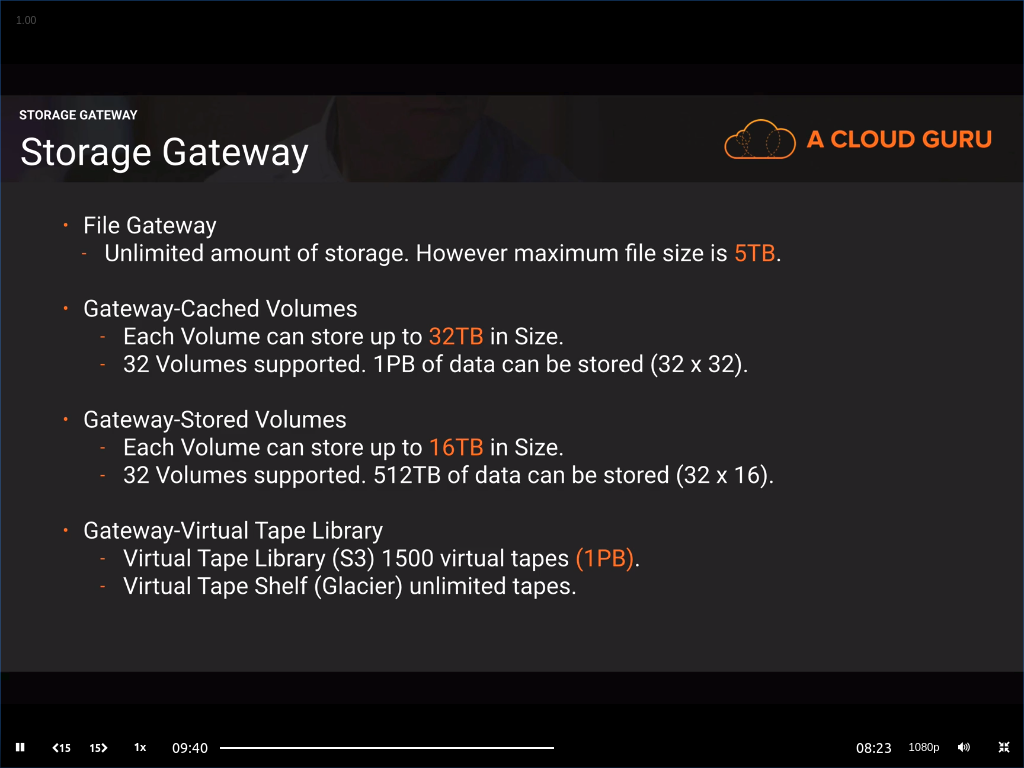 1.00
STORAGE GATEWAY
Storage Gateway
A CLOUD GURU
• File Gateway
- Unlimited amount of storage. However maximum file size is 5TB.
• Gateway-Cached Volumes
- Each Volume can store up to 32TB in Size.
- 32 Volumes supported. 1PB of data can be stored (32 x 32).
• Gateway-Stored Volumes
- Each Volume can store up to 16TB in Size.
- 32 Volumes supported. 512TB of data can be stored (32 x 16).
• Gateway-Virtual Tape Library
- Virtual Tape Library (S3) 1500 virtual tapes (1PB).
- Virtual Tape Shelf (Glacier) unlimited tapes.
15 15 1x 09:40 08:23 1080p